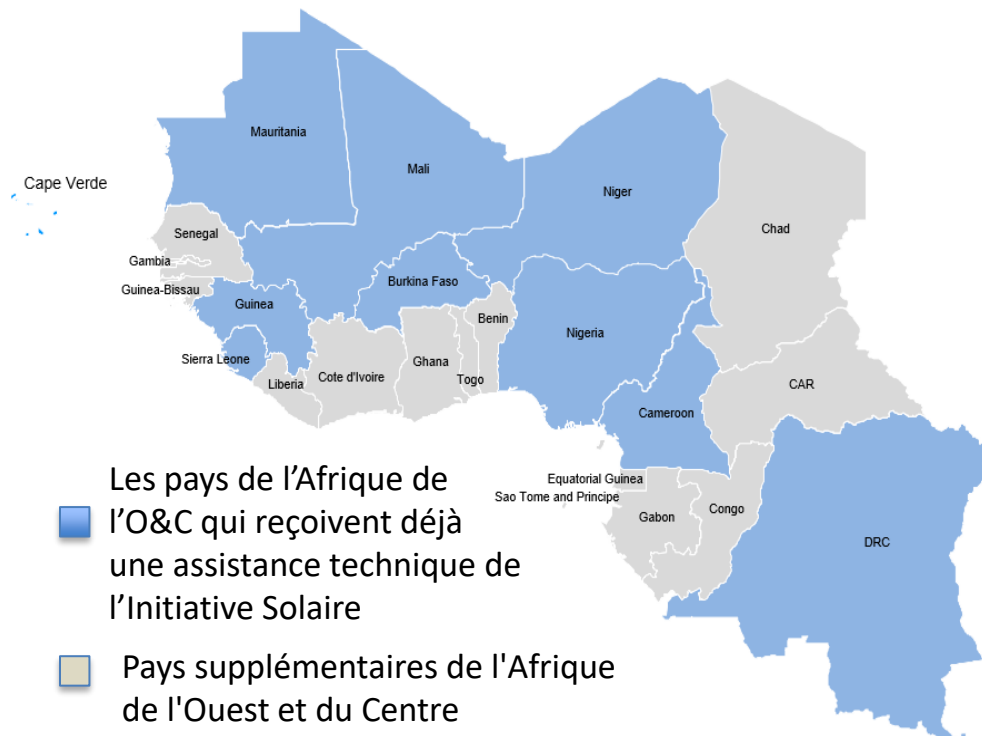 Mauritania
Mali
Niger
Cape Verde
Chad
Senegal
Gambia
Burkina Faso
Guinea-Bissau
Guinea
Benin
Nigeria
Sierra Leone
Ghana
Cote d'Ivoire
Togo
Liberia
CAR
Cameroon
Equatorial Guinea
Sao Tome and Principe
Congo
Gabon
DRC
Les pays de l’Afrique de
l’O&C qui reçoivent déjà
une assistance technique de
l’Initiative Solaire
Pays supplémentaires de l'Afrique
de l'Ouest et du Centre